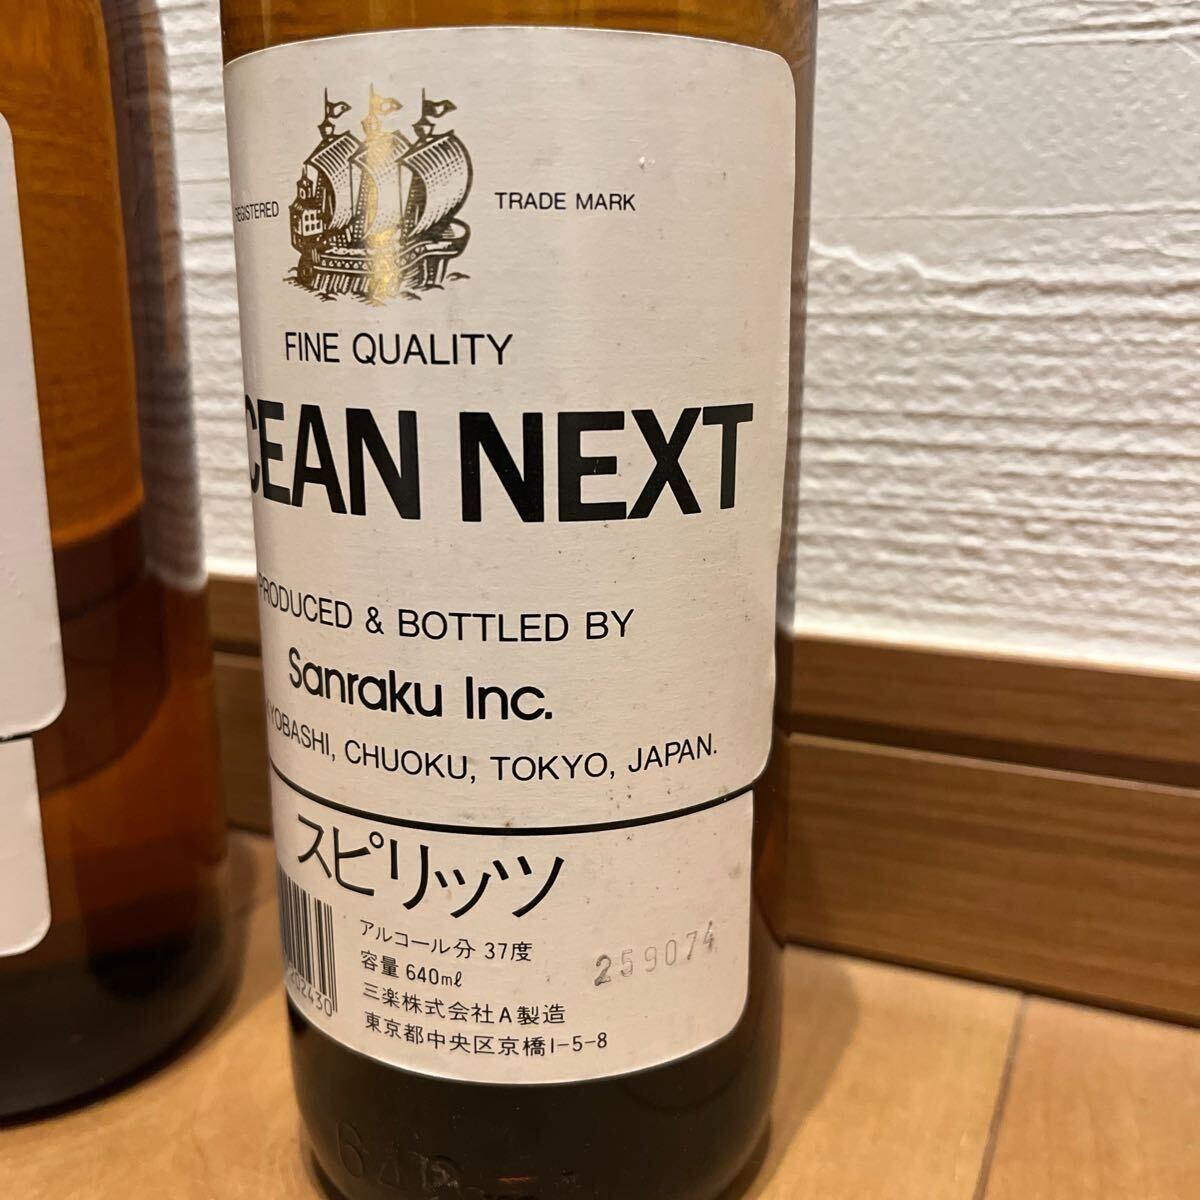 REGISTERED TRADE MARK
FINE QUALITY
CEAN NEXT
PRODUCED & BOTTLED BY
Sanraku Inc.
KYOBASHI, CHUOKU, TOKYO, JAPAN.
スピリッツ
アルコール分 37度
容量 640ml
三楽株式会社A製造
東京都中央区京橋1-5-8
259074
202430